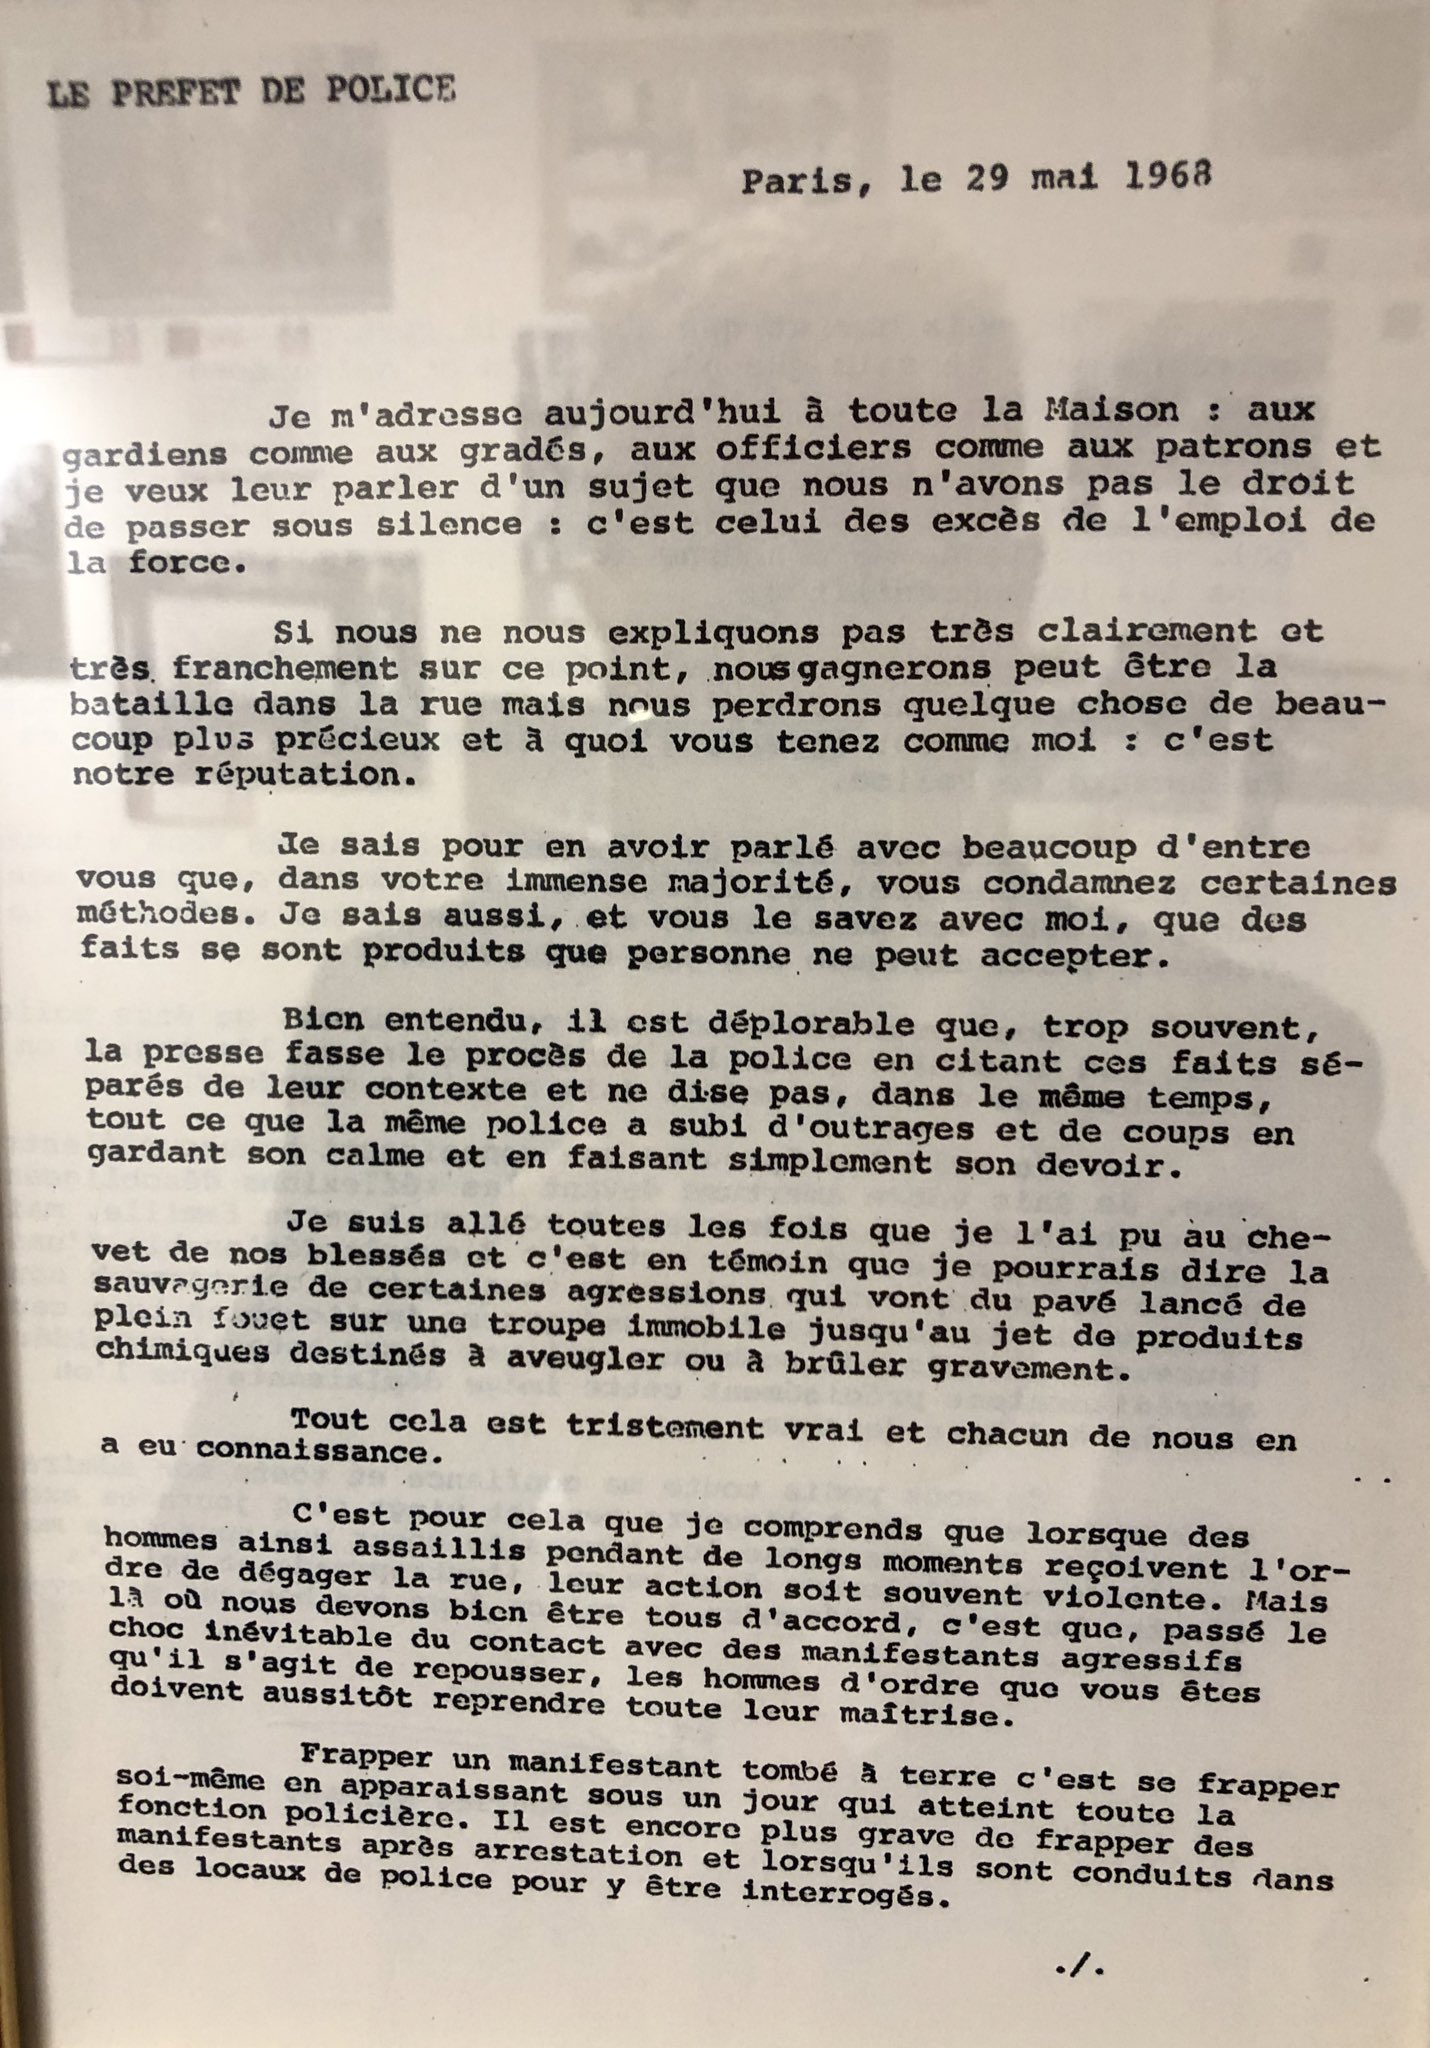 LE PREFET DE POLICE
Paris, le 29 mai 1968
Je m'adresse aujourd'hui à toute la Maison : aux
gardiens comme aux gradés, aux officiers comme aux patrons et
je veux leur parler d'un sujet que nous n'avons pas le droit
de passer sous silence : c'est celui des excès de l'emploi de
la force.
Si nous ne nous expliquons pas très clairement et
très franchement sur ce point, nous gagnerons peut être la
bataille dans la rue mais nous perdrons quelque chose de beau-
coup plus précieux et à quoi vous tenez comme moi : c'est
notre réputation.
Je sais pour en avoir parlé avec beaucoup d'entre
vous que, dans votre immense majorité, vous condamnez certaines
méthodes. Je sais aussi, et vous le savez avec moi, que des
faits se sont produits que personne ne peut accepter.
Bien entendu, il est déplorable que, trop souvent,
la presse fasse le procès de la police en citant ces faits sé-
parés de leur contexte et ne dise pas, dans le même temps,
tout ce que la même police a subi d'outrages et de coups en
gardant son calme et en faisant simplement son devoir.
Je suis allé toutes les fois que je l'ai pu au che-
vet de nos blessés et c'est en témoin que je pourrais dire la
sauvagerie de certaines agressions qui vont du pavé lancé de
plein fouet sur une troupe immobile jusqu'au jet de produits
chimiques destinés à aveugler ou à brûler gravement.
Tout cela est tristement vrai et chacun de nous en
a eu connaissance.
C'est pour cela que je comprends que lorsque des
hommes ainsi assaillis pendant de longs moments reçoivent l'or-
dre de dégager la rue, leur action soit souvent violente. Mais
là où nous devons bien être tous d'accord, c'est que, passé le
choc inévitable du contact avec des manifestants agressifs
qu'il s'agit de repousser, les hommes d'ordre que vous êtes
doivent aussitôt reprendre toute leur maîtrise.
Frapper un manifestant tombé à terre c'est se frapper
soi-même en apparaissant sous un jour qui atteint toute la
fonction policière. Il est encore plus grave de frapper des
manifestants après arrestation et lorsqu'ils sont conduits dans
des locaux de police pour y être interrogés.
./.